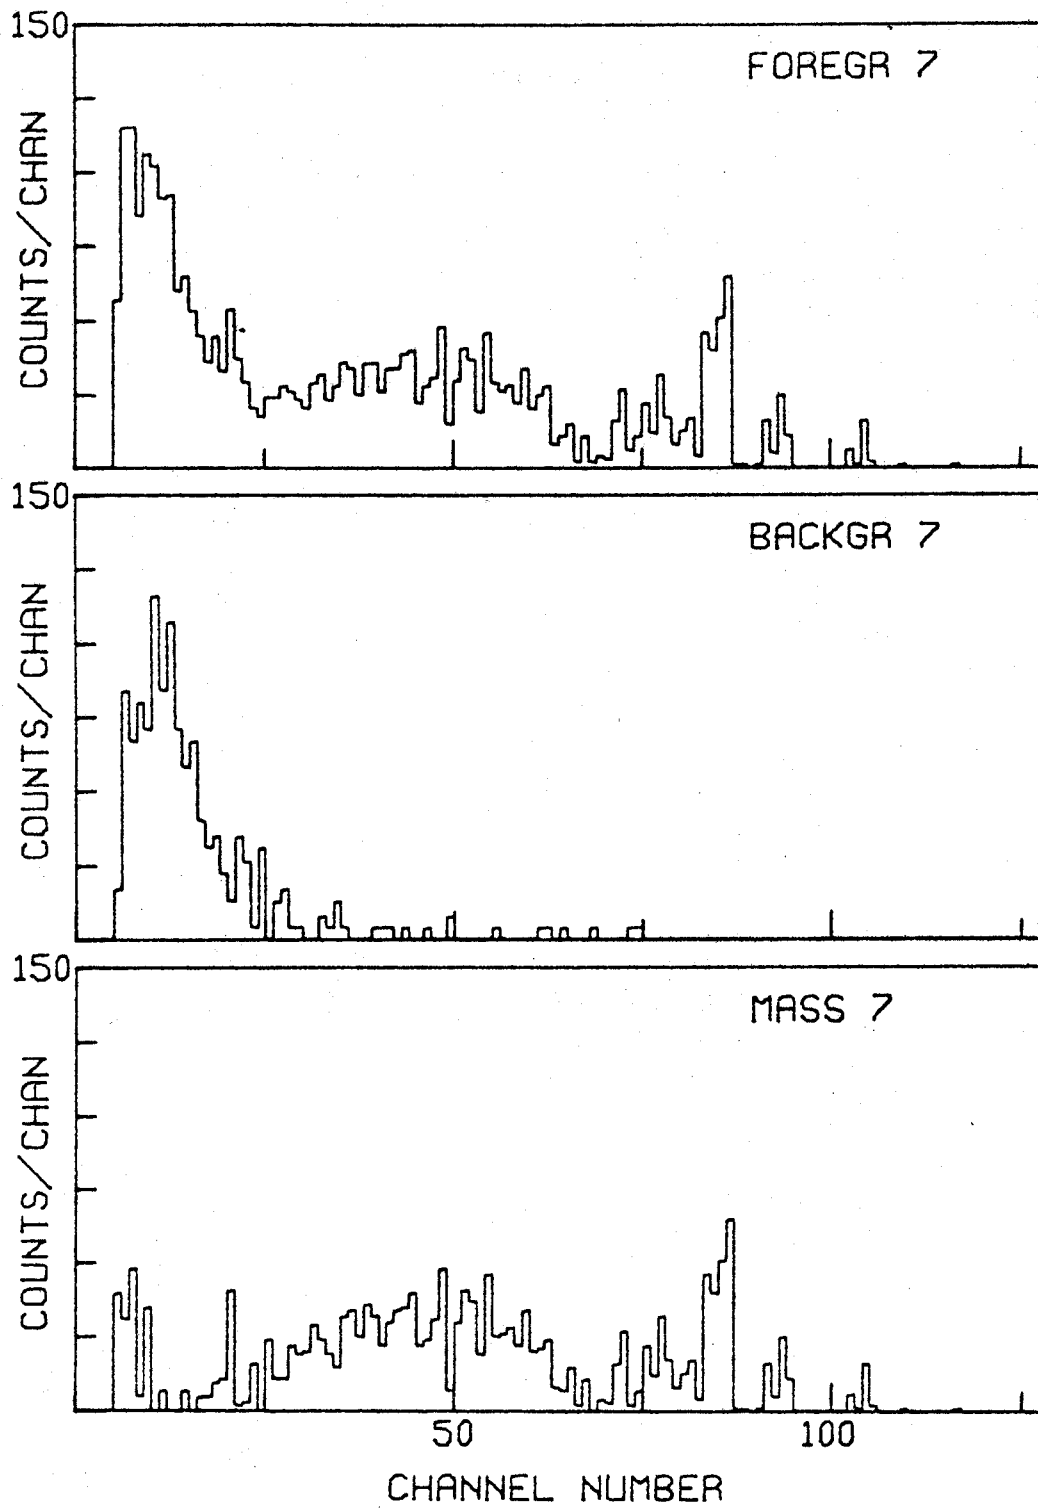 150
FOREGR 7
COUNTS/CHAN
150
BACKGR 7
COUNTS/CHAN
150
MASS 7
COUNTS/CHAN
50 100
CHANNEL NUMBER